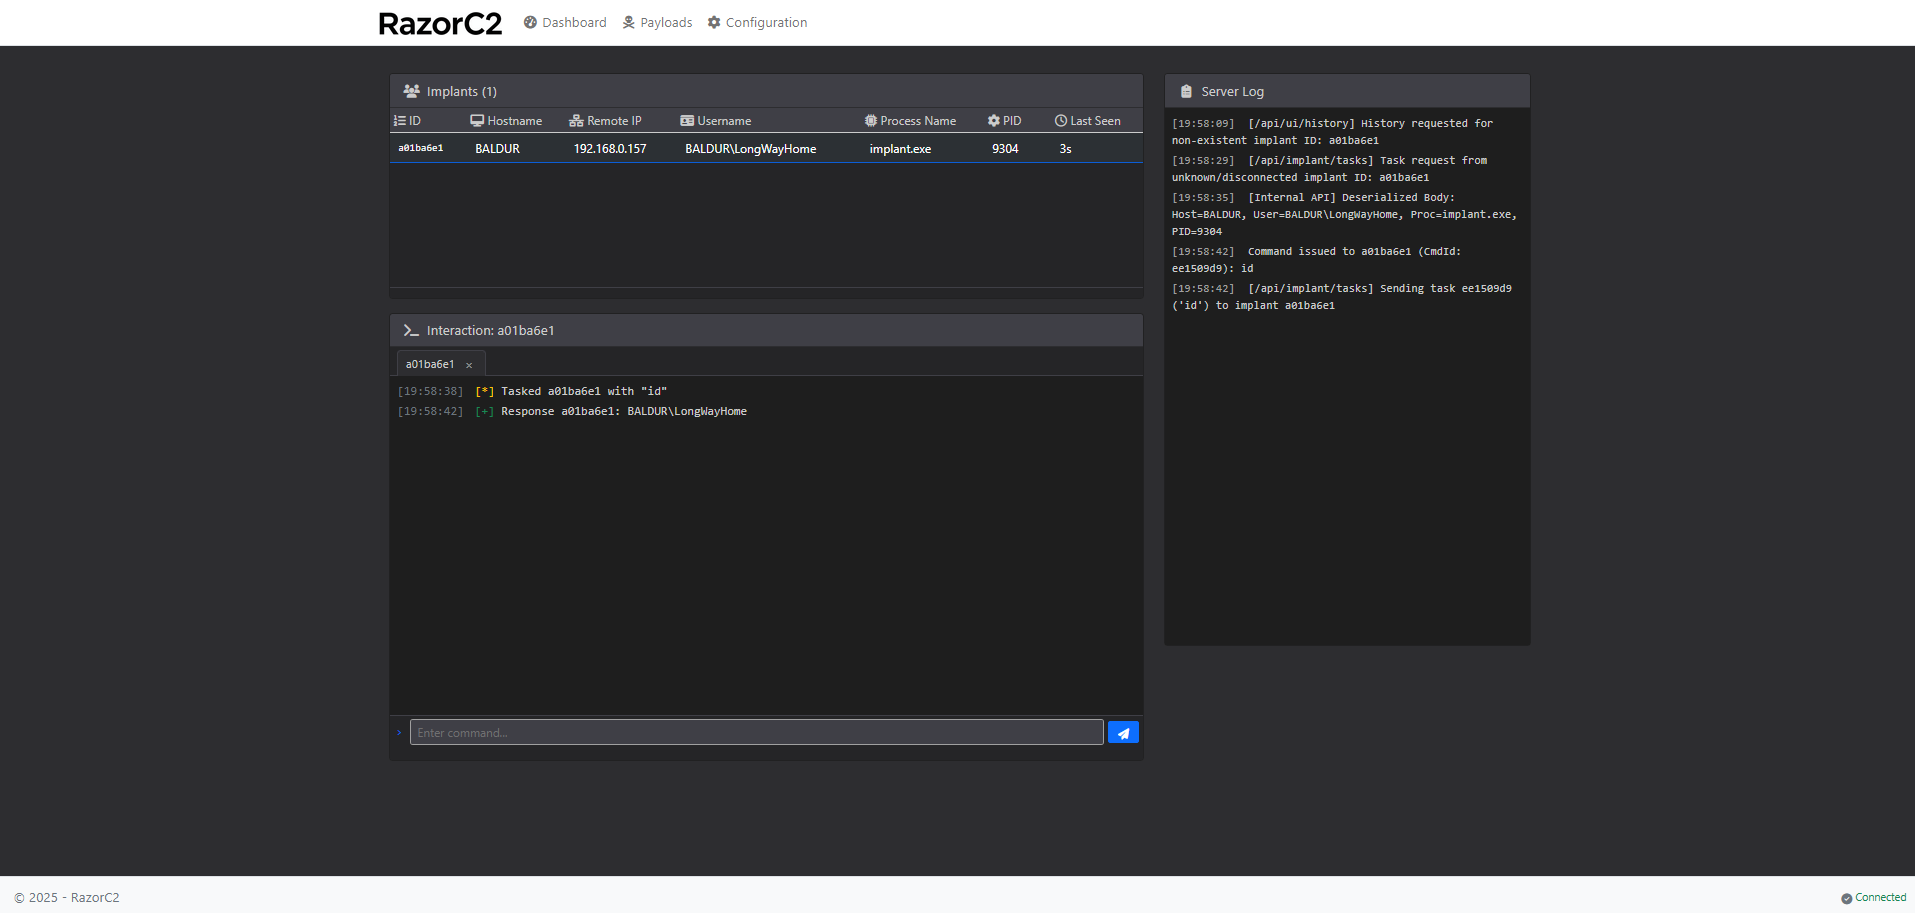 RazorC2 Dashboard Payloads Configuration
Implants (1)
ID Hostname Remote IP Username Process Name PID Last Seen
a01ba6e1 BALDUR 192.168.0.157 BALDUR\LongWayHome implant.exe 9304 3s
Interaction: a01ba6e1
a01ba6e1 ×
[19:58:38] [*] Tasked a01ba6e1 with "id"
[19:58:42] [+] Response a01ba6e1: BALDUR\LongWayHome
› Enter command...
Server Log
[19:58:09] [/api/ui/history] History requested for
non-existent implant ID: a01ba6e1
[19:58:29] [/api/implant/tasks] Task request from
unknown/disconnected implant ID: a01ba6e1
[19:58:35] [Internal API] Deserialized Body:
Host=BALDUR, User=BALDUR\LongWayHome, Proc=implant.exe,
PID=9304
[19:58:42] Command issued to a01ba6e1 (CmdId:
ee1509d9): id
[19:58:42] [/api/implant/tasks] Sending task ee1509d9
('id') to implant a01ba6e1
© 2025 - RazorC2
Connected